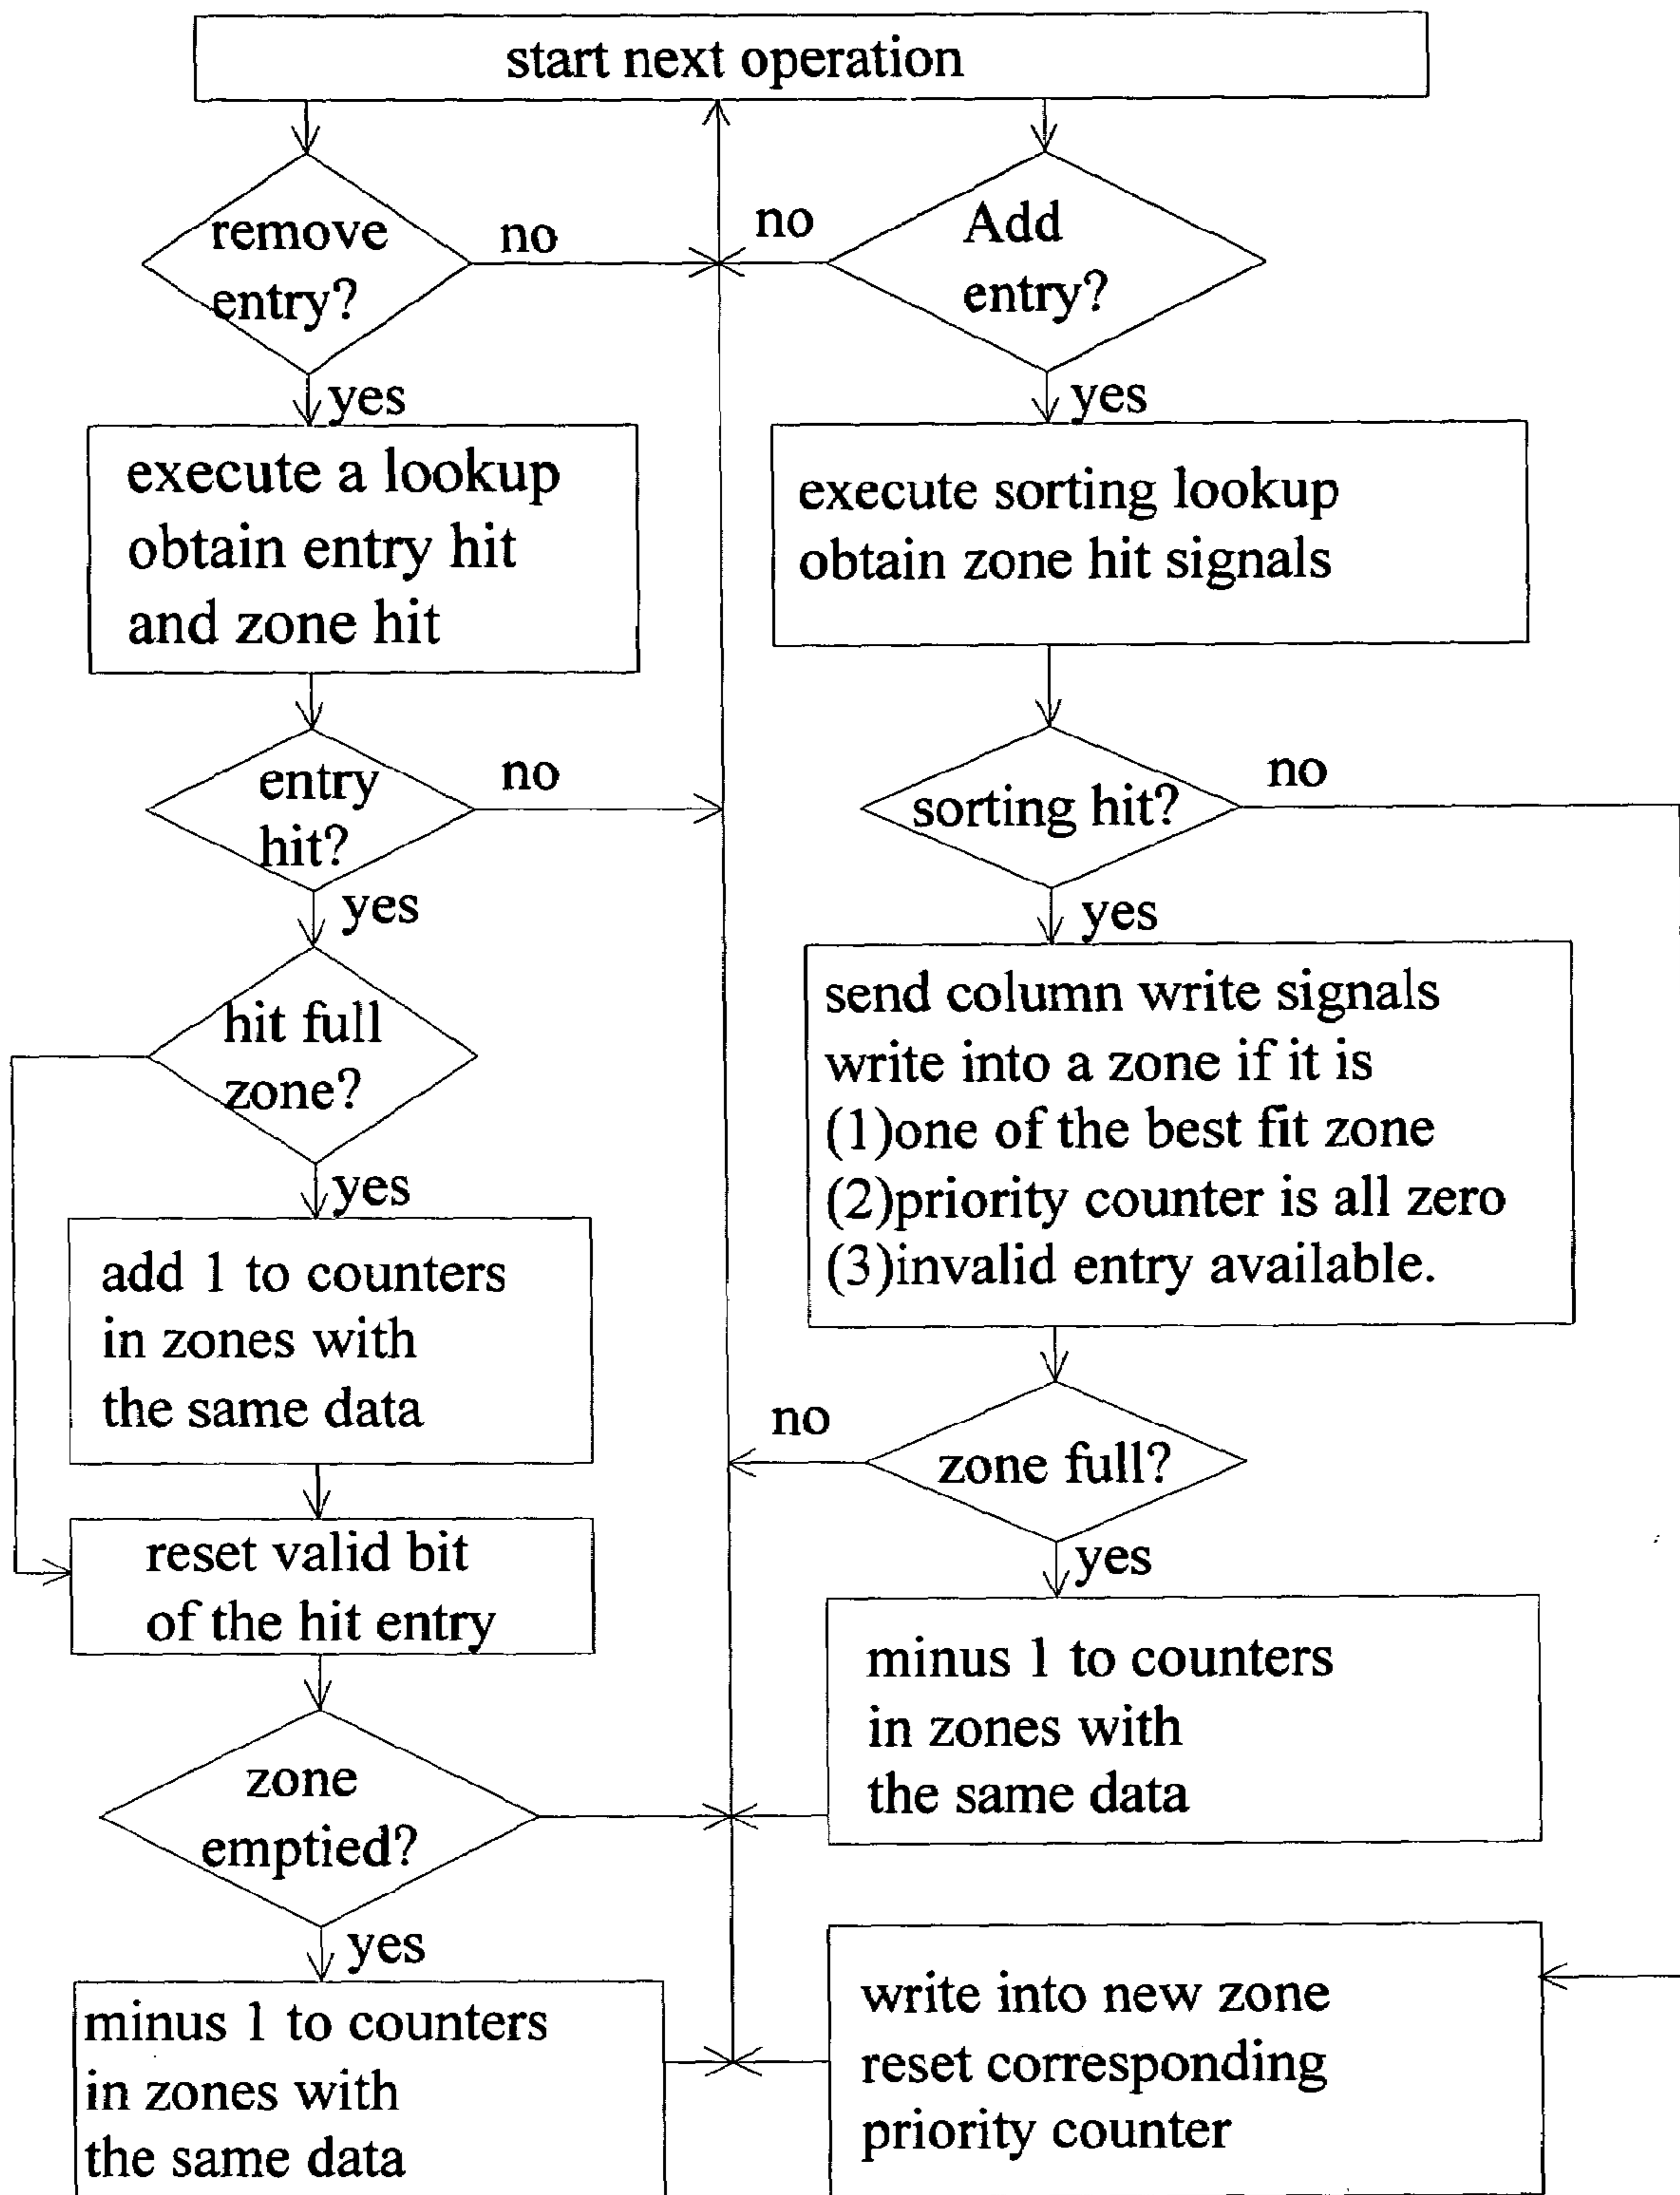 start next operation
remove
entry?
no
yes
execute a lookup
obtain entry hit
and zone hit
entry
hit?
no
yes
hit full
zone?
yes
add 1 to counters
in zones with
the same data
reset valid bit
of the hit entry
zone
emptied?
yes
minus 1 to counters
in zones with
the same data
no
Add
entry?
yes
execute sorting lookup
obtain zone hit signals
sorting hit?
no
yes
send column write signals
write into a zone if it is
(1)one of the best fit zone
(2)priority counter is all zero
(3)invalid entry available.
no
zone full?
yes
minus 1 to counters
in zones with
the same data
write into new zone
reset corresponding
priority counter